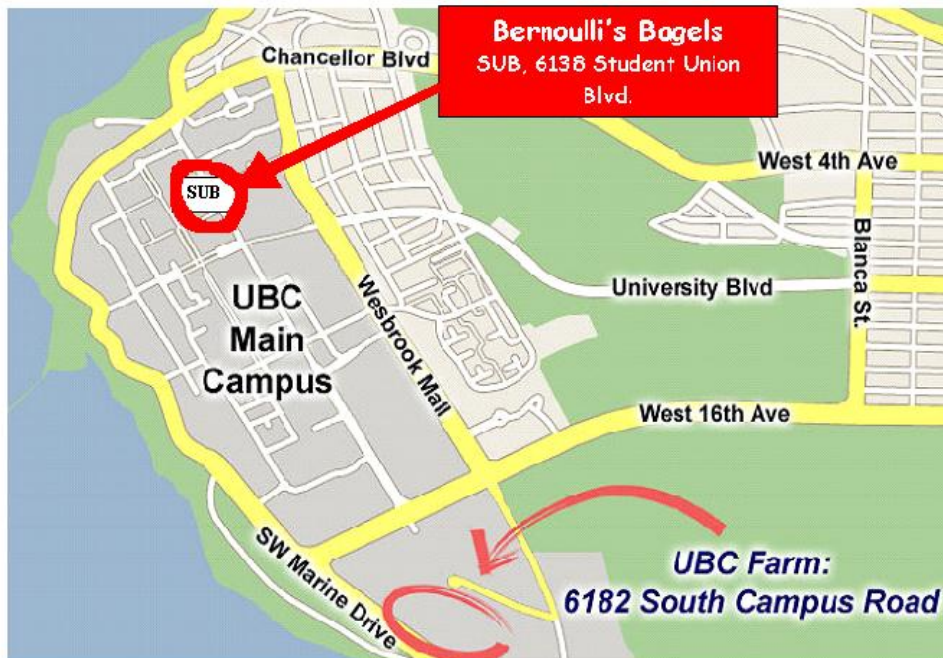 Bernoulli's Bagels
SUB, 6138 Student Union
Blvd.
Chancellor Blvd
West 4th Ave
SUB
Blanca St.
University Blvd
UBC
Main
Campus
Wesbrook Mall
West 16th Ave
SW Marine Drive
UBC Farm:
6182 South Campus Road